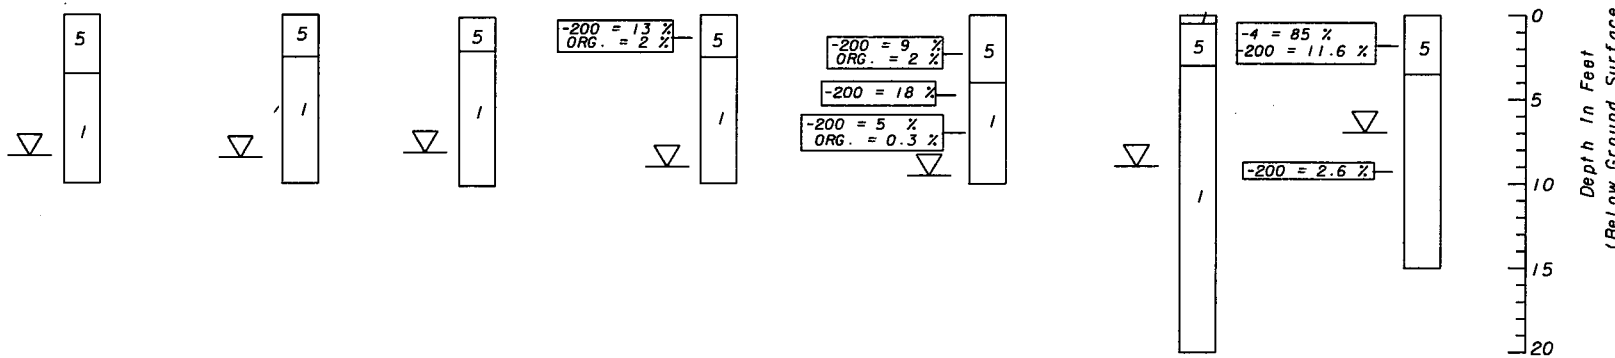 5
1
5
1
5
1
-200 = 13 %
ORG. = 2 %
5
1
-200 = 9 %
ORG. = 2 %
-200 = 18 %
-200 = 5 %
ORG. = 0.3 %
5
1
1
5
1
-4 = 85 %
-200 = 11.6 %
-200 = 2.6 %
5
0
5
10
15
20
Depth In Feet
(Below Ground Surface